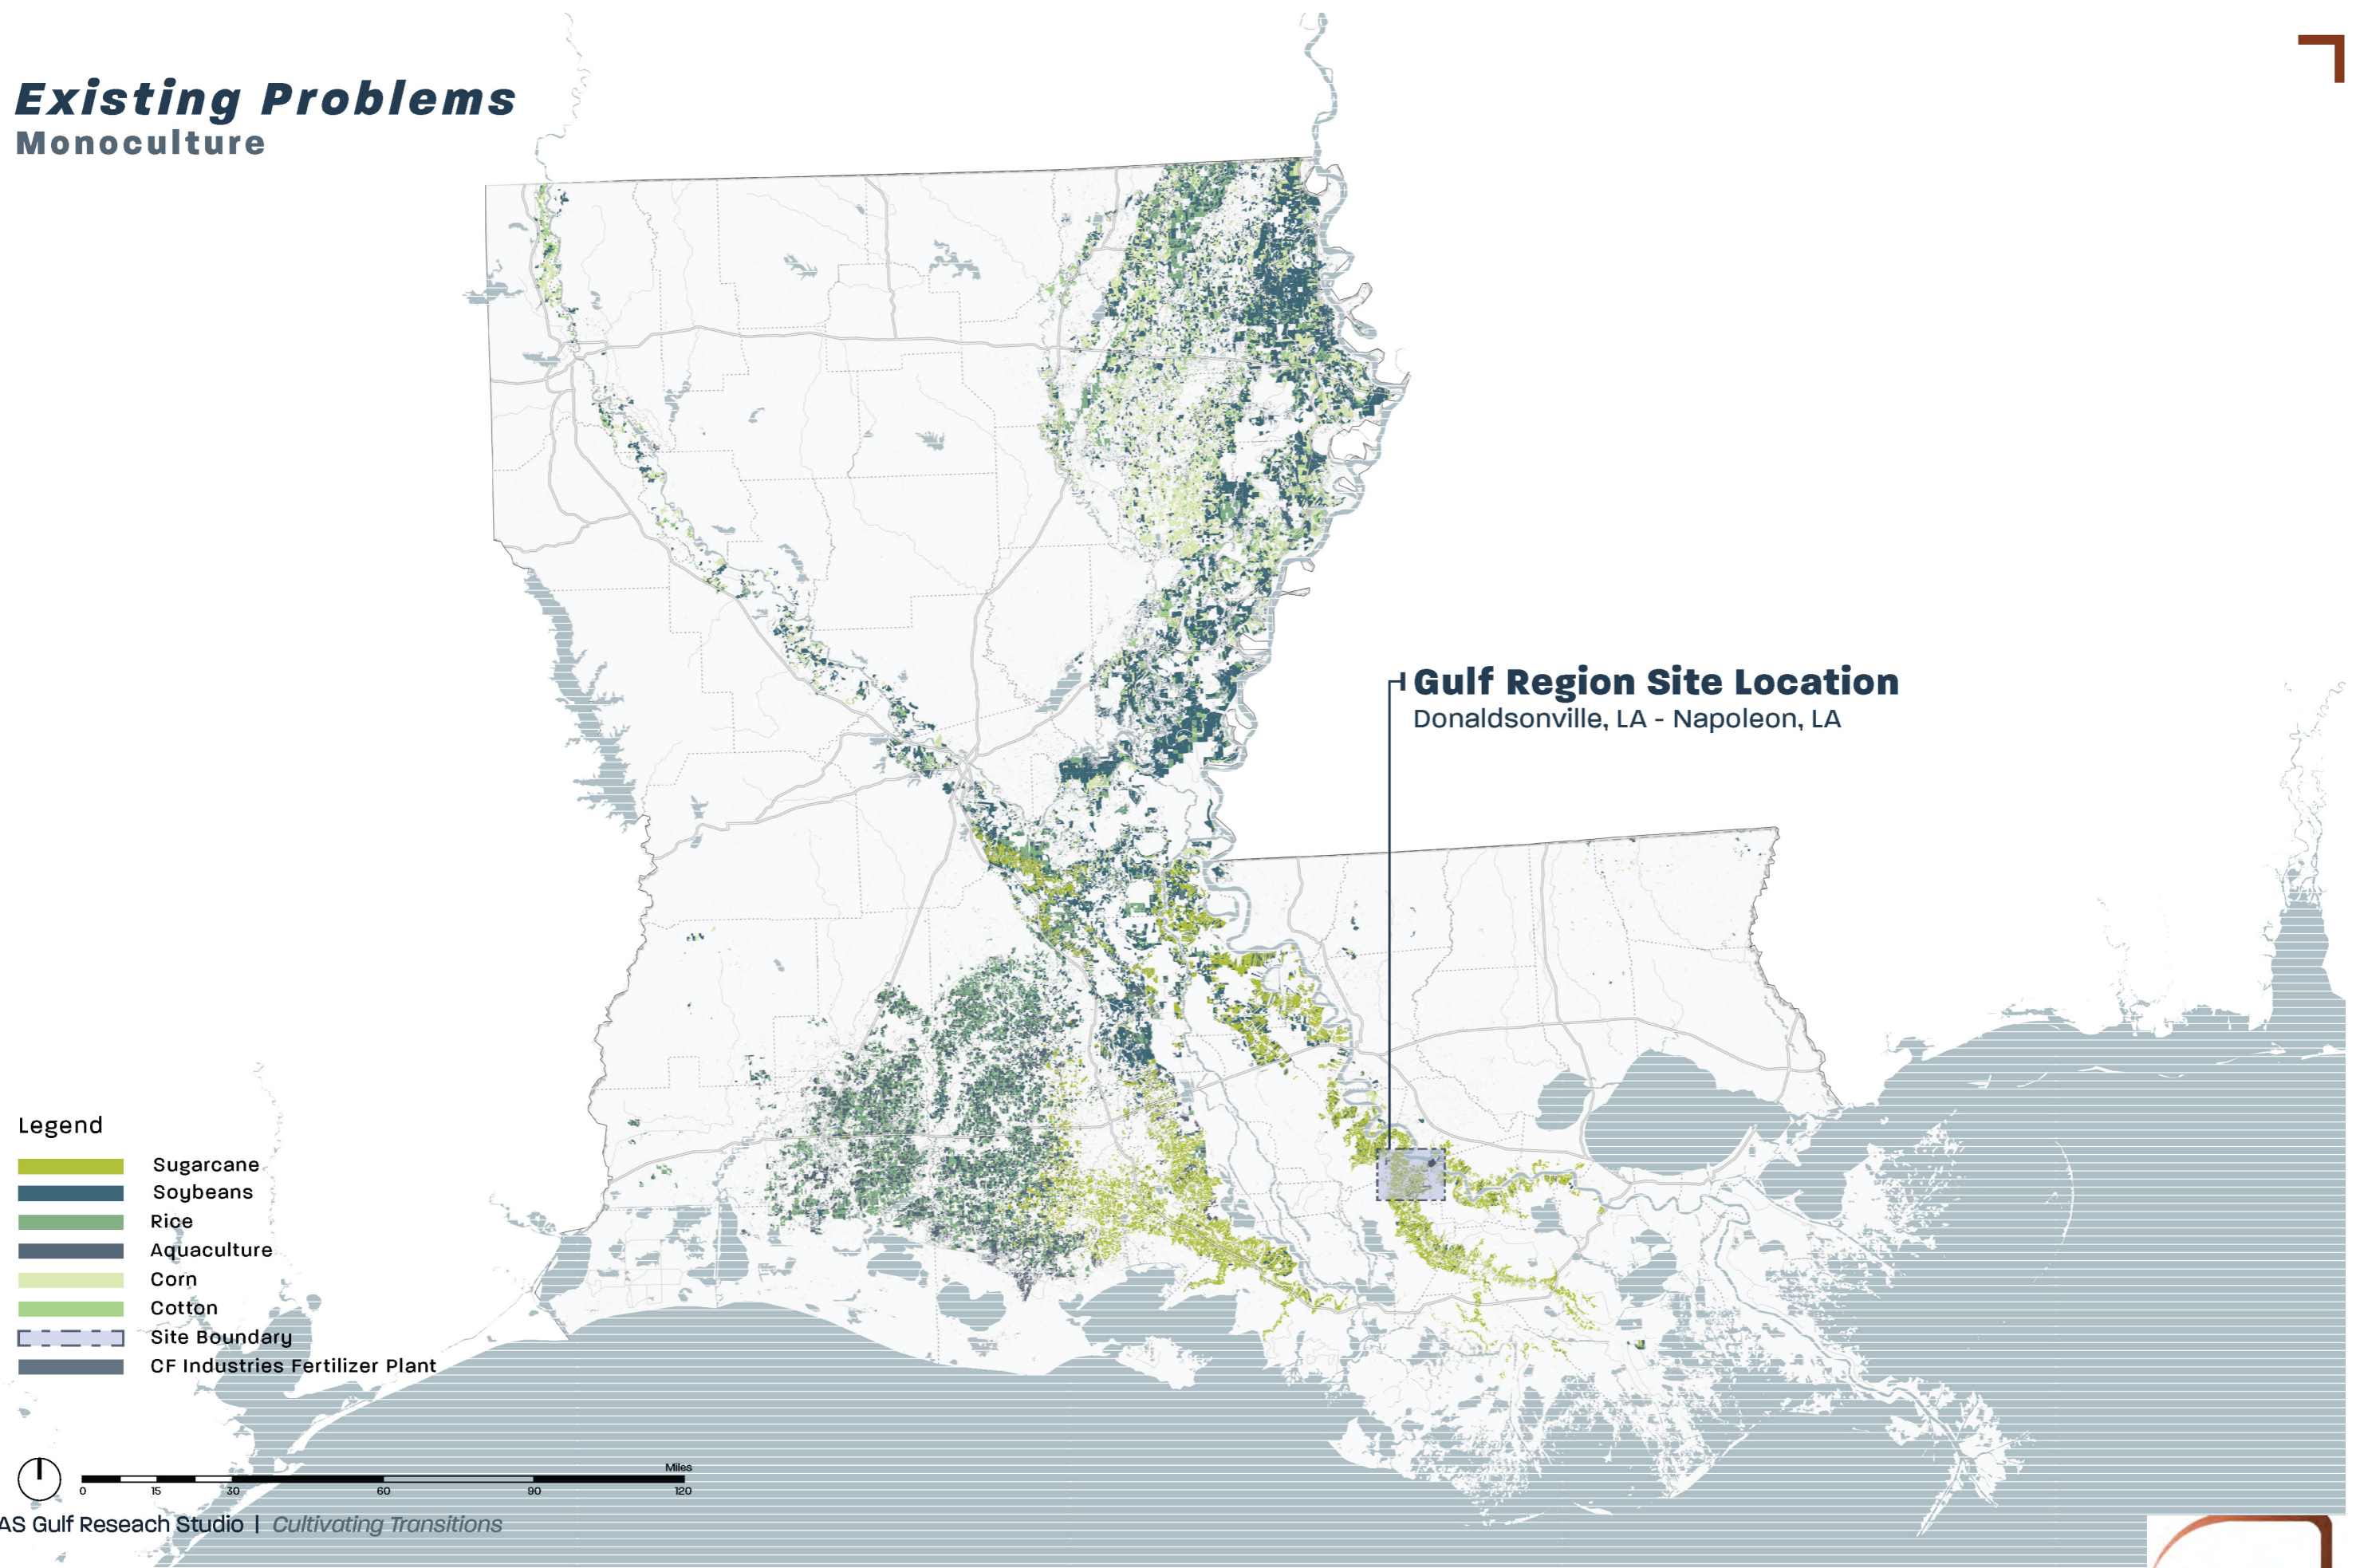 Existing Problems
Monoculture
Gulf Region Site Location
Donaldsonville, LA - Napoleon, LA
Legend
Sugarcane
Soybeans
Rice
Aquaculture
Corn
Cotton
Site Boundary
CF Industries Fertilizer Plant
Miles
0 15 30 60 90 120
AS Gulf Reseach Studio | Cultivating Transitions